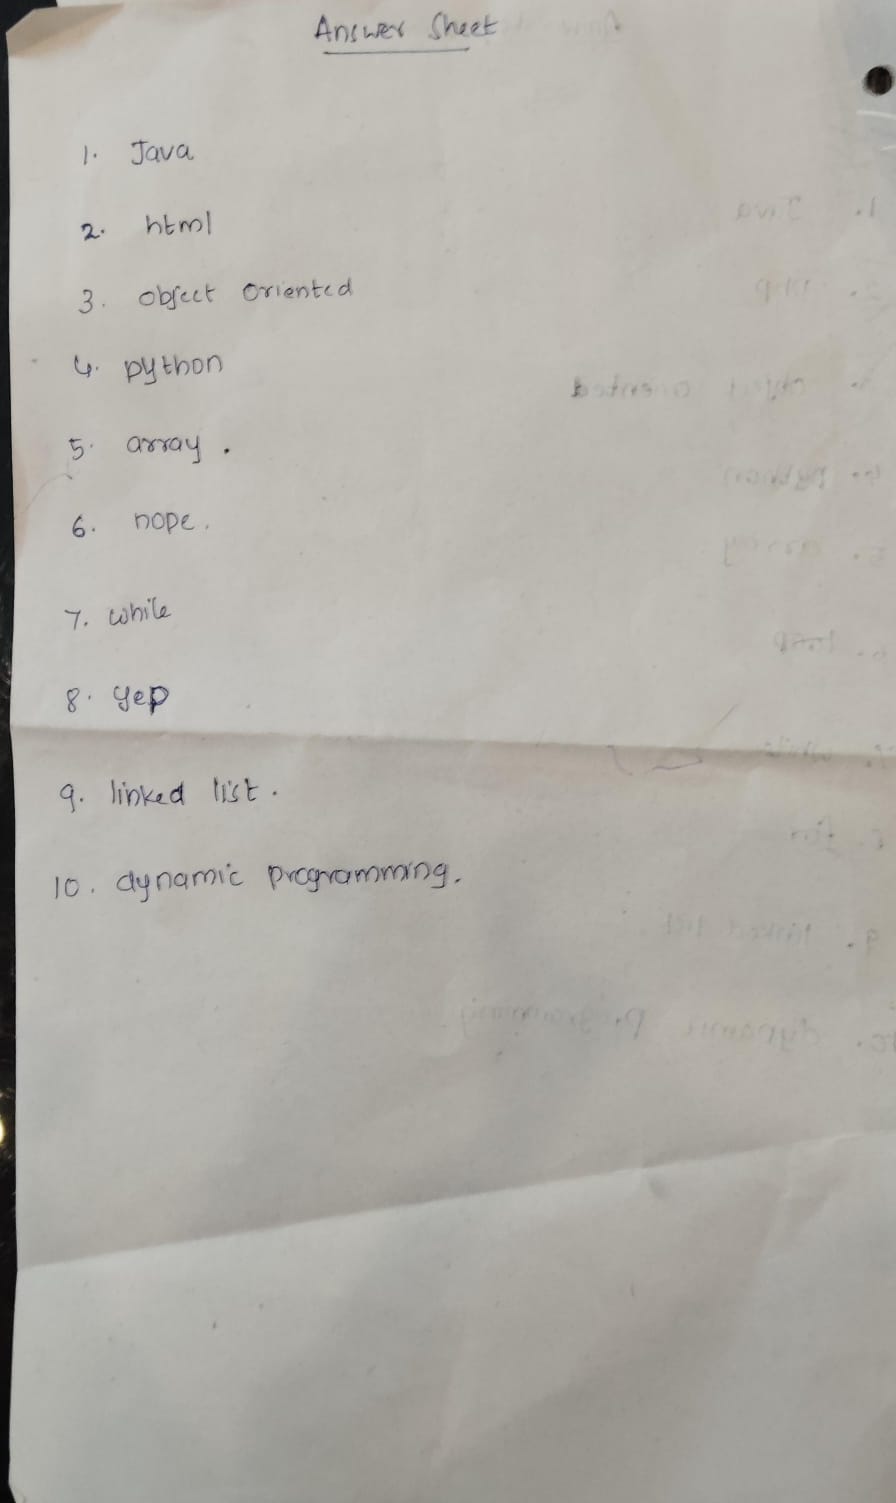 Answer Sheet
1. Java
2. html
3. object oriented
4. python
5. array.
6. nope.
7. while
8. yep
9. linked list.
10. dynamic programming.